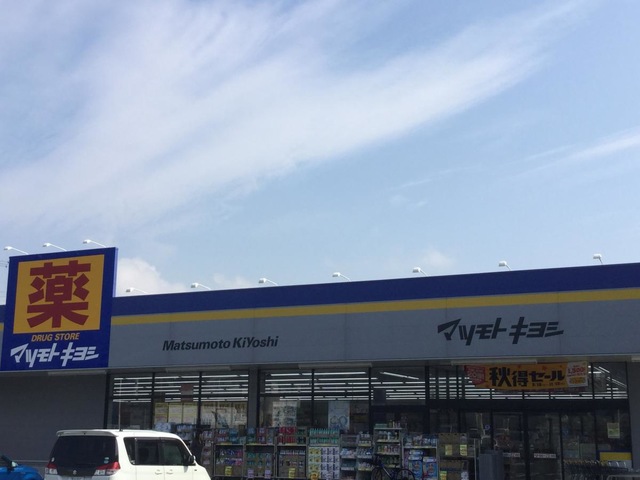 薬
DRUG STORE
マツモトキヨシ
Matsumoto KiYoshi
マツモトキヨシ
秋得セール